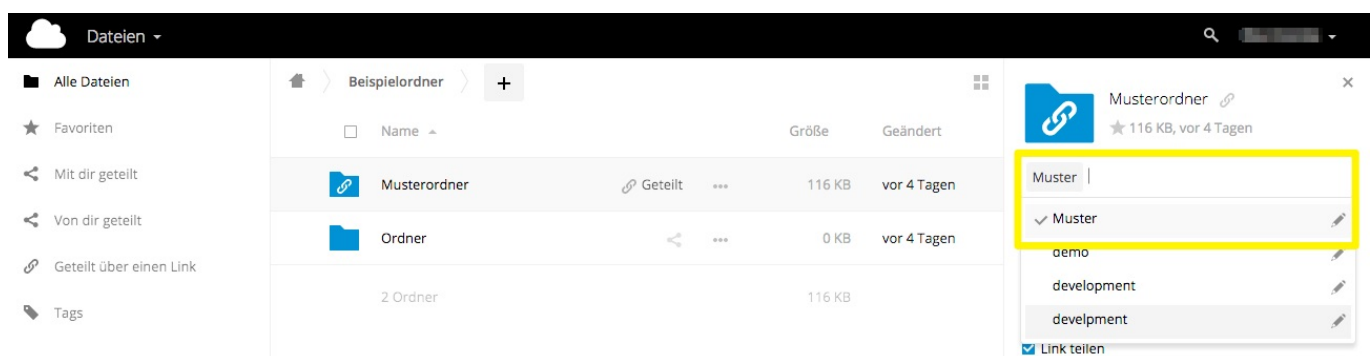 Dateien
Alle Dateien
Favoriten
Mit dir geteilt
Von dir geteilt
Geteilt über einen Link
Tags
Beispielordner
Name
Größe
Geändert
Musterordner
Geteilt
116 KB
vor 4 Tagen
Ordner
0 KB
vor 4 Tagen
2 Ordner
116 KB
Musterordner
116 KB, vor 4 Tagen
Muster
Muster
demo
development
develpment
Link teilen